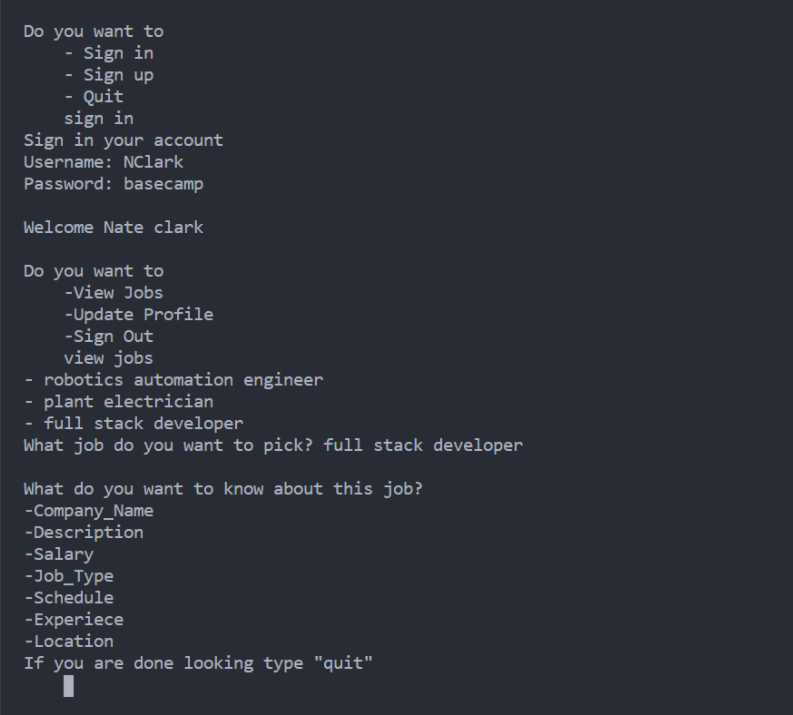 Do you want to
- Sign in
- Sign up
- Quit
sign in
Sign in your account
Username: NClark
Password: basecamp
Welcome Nate clark
Do you want to
-View Jobs
-Update Profile
-Sign Out
view jobs
- robotics automation engineer
- plant electrician
- full stack developer
What job do you want to pick? full stack developer
What do you want to know about this job?
-Company_Name
-Description
-Salary
-Job_Type
-Schedule
-Experiece
-Location
If you are done looking type "quit"